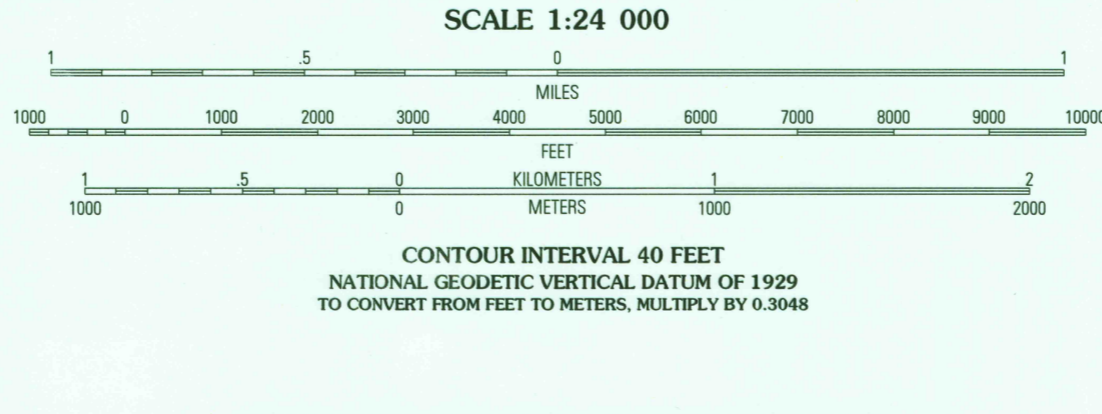 SCALE 1:24 000
1 .5 0 1
MILES
1000 0 1000 2000 3000 4000 5000 6000 7000 8000 9000 10000
FEET
1 .5 0 KILOMETERS 1 2
1000 0 METERS 1000 2000
CONTOUR INTERVAL 40 FEET
NATIONAL GEODETIC VERTICAL DATUM OF 1929
TO CONVERT FROM FEET TO METERS, MULTIPLY BY 0.3048